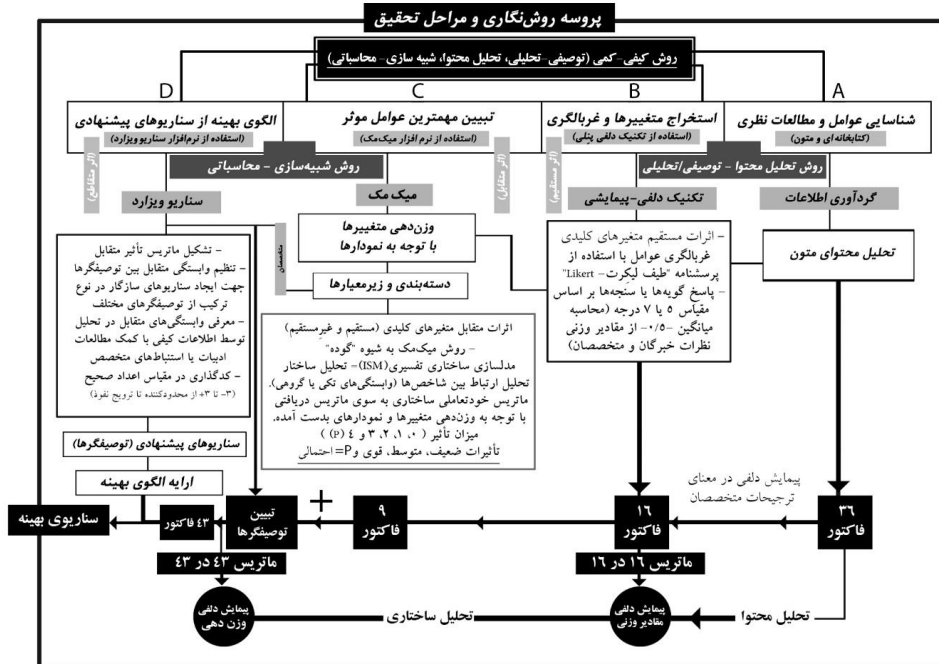 پروسه روش‌نگاری و مراحل تحقیق
روش کیفی-کمی (توصیفی-تحلیلی، تحلیل محتوا، شبیه سازی-محاسباتی)
A
شناسایی عوامل و مطالعات نظری
(کتابخانه‌ای و متون)
B
استخراج متغییرها و غربالگری
(استفاده از تکنیک دلفی پنلی)
C
تبیین مهمترین عوامل موثر
(استفاده از نرم افزار میک‌مک)
D
الگوی بهینه از سناریوهای پیشنهادی
(استفاده از نرم‌افزار سناریو ویزارد)
روش تحلیل محتوا - توصیفی/تحلیلی
روش شبیه‌سازی - محاسباتی
(اثر مستقیم)
(اثر متقابل)
(اثر متقاطع)
گردآوری اطلاعات
تحلیل محتوای متون
تکنیک دلفی-پیمایشی
- اثرات مستقیم متغیرهای کلیدی
غربالگری عوامل با استفاده از
پرسشنامه "طیف لیکرت- Likert"
- پاسخ گویه‌ها یا سنجه‌ها بر اساس
مقیاس ۵ یا ۷ درجه (محاسبه
میانگین -۰/۵- از مقادیر وزنی
نظرات خبرگان و متخصصان)
میک مک
وزن‌دهی متغییرها
با توجه به نمودارها
دسته‌بندی و زیرمعیارها
متخصصان
اثرات متقابل متغیرهای کلیدی (مستقیم و غیرمستقیم)
- روش میک‌مک به شیوه "گوده"
مدلسازی ساختاری تفسیری(ISM)- تحلیل ساختار
تحلیل ارتباط بین شاخص‌ها (وابستگی‌های تکی یا گروهی).
ماتریس خودتعاملی ساختاری به سوی ماتریس دریافتی
با توجه به وزن‌دهی متغییرها و نمودارهای بدست آمده.
میزان تأثیر ( ۰، ۱، ۲، ۳ و ٤ (P) )
تأثیرات ضعیف، متوسط، قوی و P= احتمالی
سناریو ویزارد
- تشکیل ماتریس تأثیر متقابل
- تنظیم وابستگی متقابل بین توصیفگرها
جهت ایجاد سناریوهای سازگار در نوع
ترکیب از توصیفگرهای مختلف
- معرفی وابستگی‌های متقابل در تحلیل
توسط اطلاعات کیفی با کمک مطالعات
ادبیات یا استنباط‌های متخصص
- کدگذاری در مقیاس اعداد صحیح
(۳- تا ۳+ از محدودکننده تا ترویج نفوذ)
سناریوهای پیشنهادی (توصیفگرها)
ارایه الگوی بهینه
پیمایش دلفی در معنای
ترجیحات متخصصان
۳۶
فاکتور
۱۶
فاکتور
۹
فاکتور
+
تبیین
توصیفگرها
٤۳ فاکتور
سناریوی بهینه
ماتریس ۱۶ در ۱۶
ماتریس ٤۳ در ٤۳
تحلیل محتوا
پیمایش دلفی
مقادیر وزنی
تحلیل ساختاری
پیمایش دلفی
وزن دهی